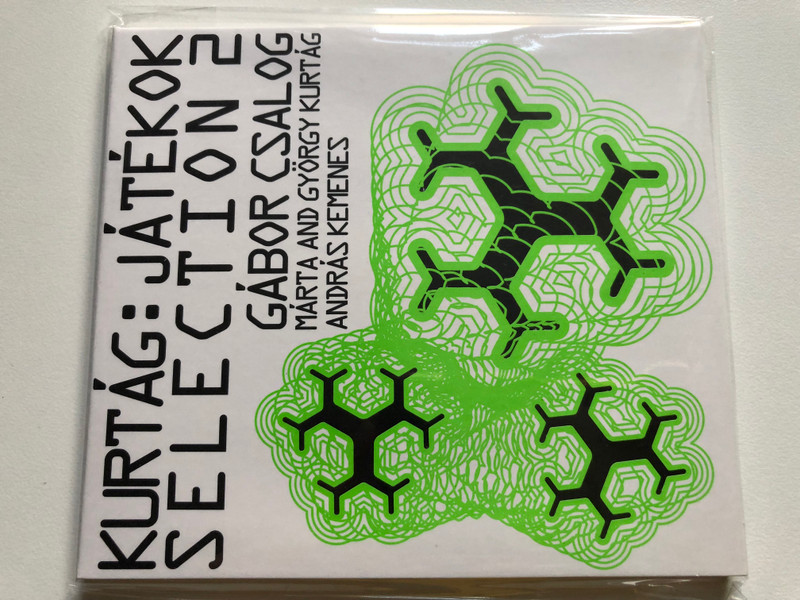 KURTÁG: JÁTÉKOK
SELECTION 2
GÁBOR CSALOG
MÁRTA AND GYÖRGY KURTÁG
ANDRÁS KEMENES